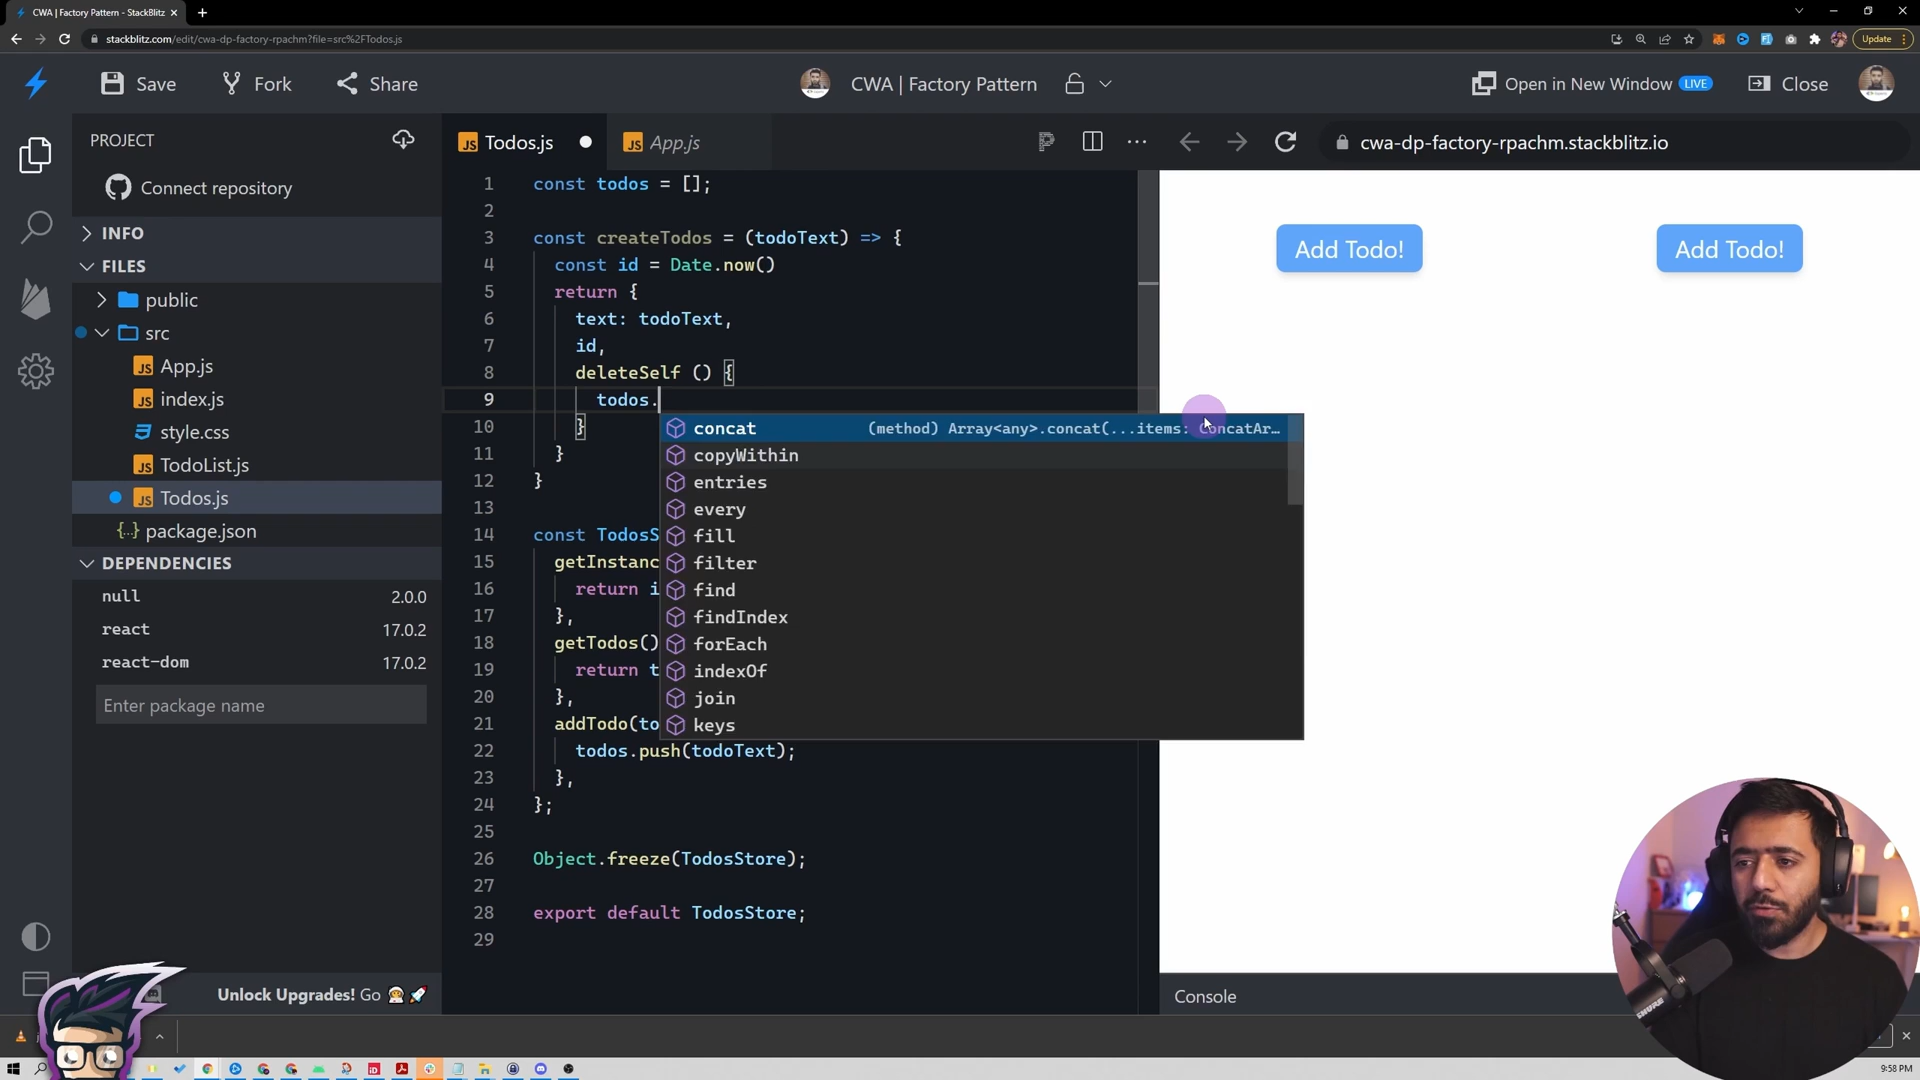 CWA | Factory Pattern - StackBlitz
stackblitz.com/edit/cwa-dp-factory-rpachm?file=src%2FTodos.js
Update
Save
Fork
Share
CWA | Factory Pattern
Open in New Window
LIVE
Close
PROJECT
Connect repository
INFO
FILES
public
src
JS App.js
JS index.js
style.css
JS TodoList.js
JS Todos.js
{··} package.json
DEPENDENCIES
null 2.0.0
react 17.0.2
react-dom 17.0.2
Enter package name
Unlock Upgrades! Go
JS Todos.js
JS App.js
cwa-dp-factory-rpachm.stackblitz.io
1 const todos = [];
2
3 const createTodos = (todoText) => {
4 const id = Date.now()
5 return {
6 text: todoText,
7 id,
8 deleteSelf () {
9 todos.
10 }
11 }
12 }
13
14 const TodosS
15 getInstanc
16 return i
17 },
18 getTodos()
19 return t
20 },
21 addTodo(to
22 todos.push(todoText);
23 },
24 };
25
26 Object.freeze(TodosStore);
27
28 export default TodosStore;
29
concat (method) Array<any>.concat(...items: ConcatAr…
copyWithin
entries
every
fill
filter
find
findIndex
forEach
indexOf
join
keys
Add Todo!
Add Todo!
Console
SHURE
9:58 PM